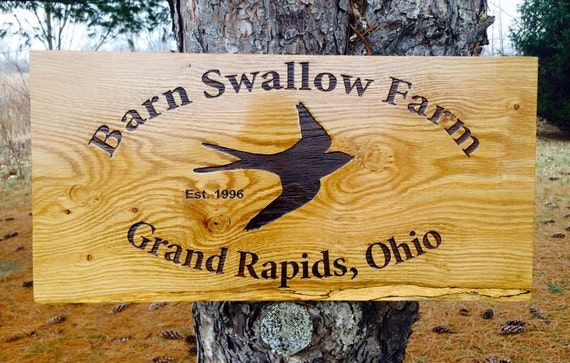 Barn Swallow Farm
Est. 1996
Grand Rapids, Ohio